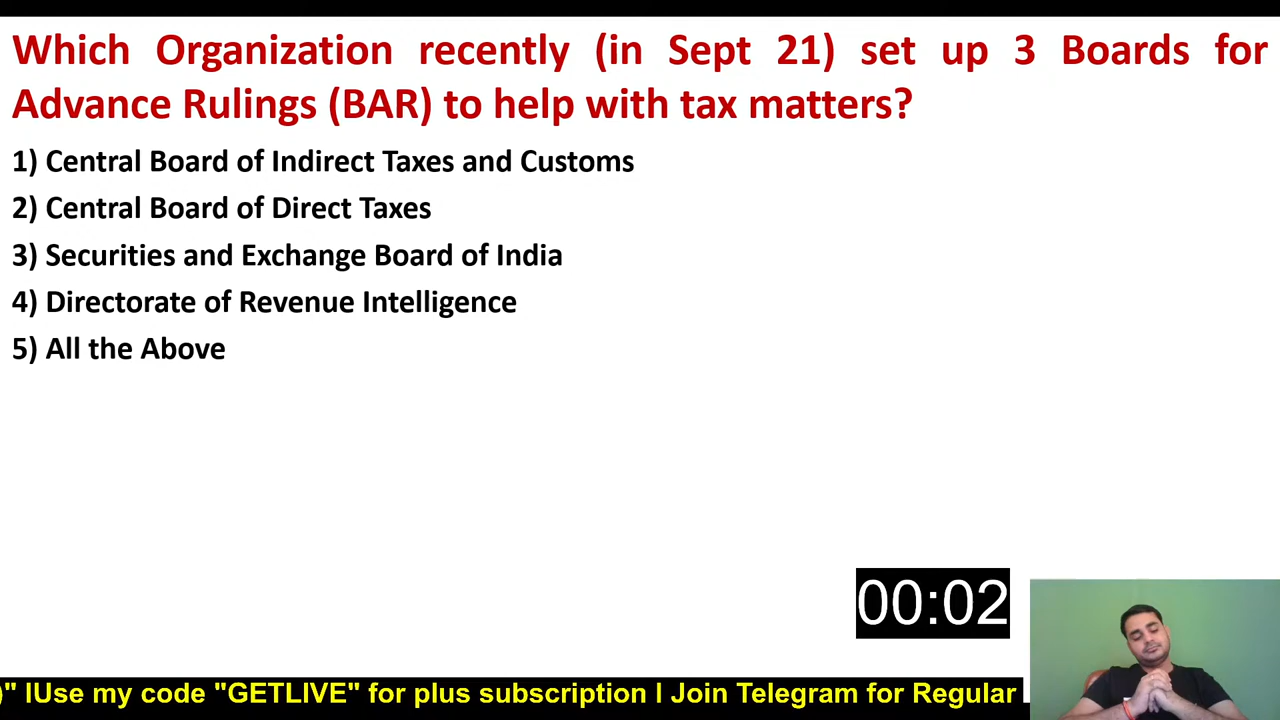 Which Organization recently (in Sept 21) set up 3 Boards for
Advance Rulings (BAR) to help with tax matters?
1) Central Board of Indirect Taxes and Customs
2) Central Board of Direct Taxes
3) Securities and Exchange Board of India
4) Directorate of Revenue Intelligence
5) All the Above
00:02
)" IUse my code "GETLIVE" for plus subscription I Join Telegram for Regular